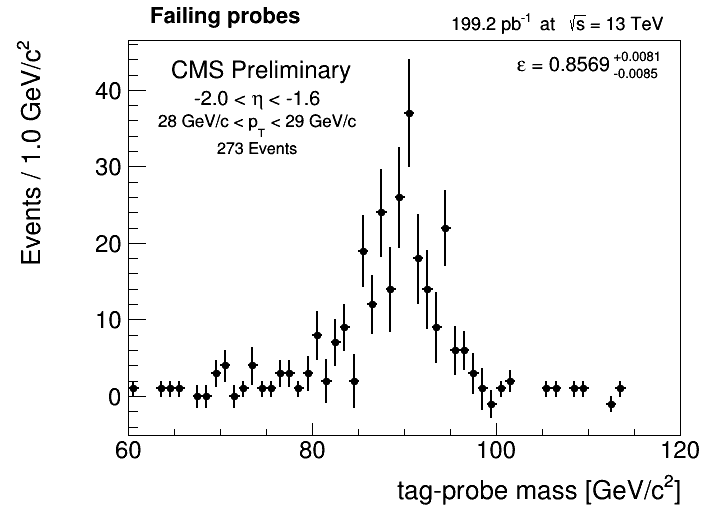 Failing probes
199.2 pb-1 at √s = 13 TeV
CMS Preliminary
ε = 0.8569 +0.0081 -0.0085
-2.0 < η < -1.6
28 GeV/c < pT < 29 GeV/c
273 Events
Events / 1.0 GeV/c2
40
30
20
10
0
60 80 100 120
tag-probe mass [GeV/c2]